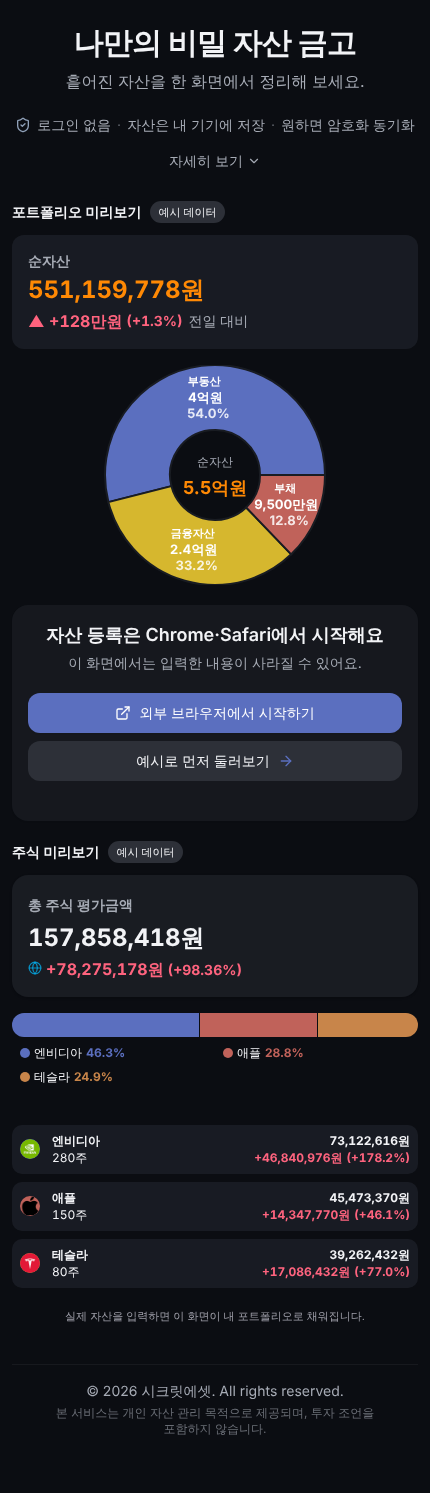 나만의 비밀 자산 금고
흩어진 자산을 한 화면에서 정리해 보세요.
로그인 없음 · 자산은 내 기기에 저장 · 원하면 암호화 동기화
자세히 보기
포트폴리오 미리보기 예시 데이터
순자산
551,159,778원
▲ +128만원 (+1.3%) 전일 대비
부동산
4억원
54.0%
순자산
5.5억원
부채
9,500만원
12.8%
금융자산
2.4억원
33.2%
자산 등록은 Chrome·Safari에서 시작해요
이 화면에서는 입력한 내용이 사라질 수 있어요.
외부 브라우저에서 시작하기
예시로 먼저 둘러보기 →
주식 미리보기 예시 데이터
총 주식 평가금액
157,858,418원
+78,275,178원 (+98.36%)
엔비디아 46.3% 애플 28.8%
테슬라 24.9%
엔비디아 73,122,616원
280주 +46,840,976원 (+178.2%)
애플 45,473,370원
150주 +14,347,770원 (+46.1%)
테슬라 39,262,432원
80주 +17,086,432원 (+77.0%)
실제 자산을 입력하면 이 화면이 내 포트폴리오로 채워집니다.
© 2026 시크릿에셋. All rights reserved.
본 서비스는 개인 자산 관리 목적으로 제공되며, 투자 조언을
포함하지 않습니다.